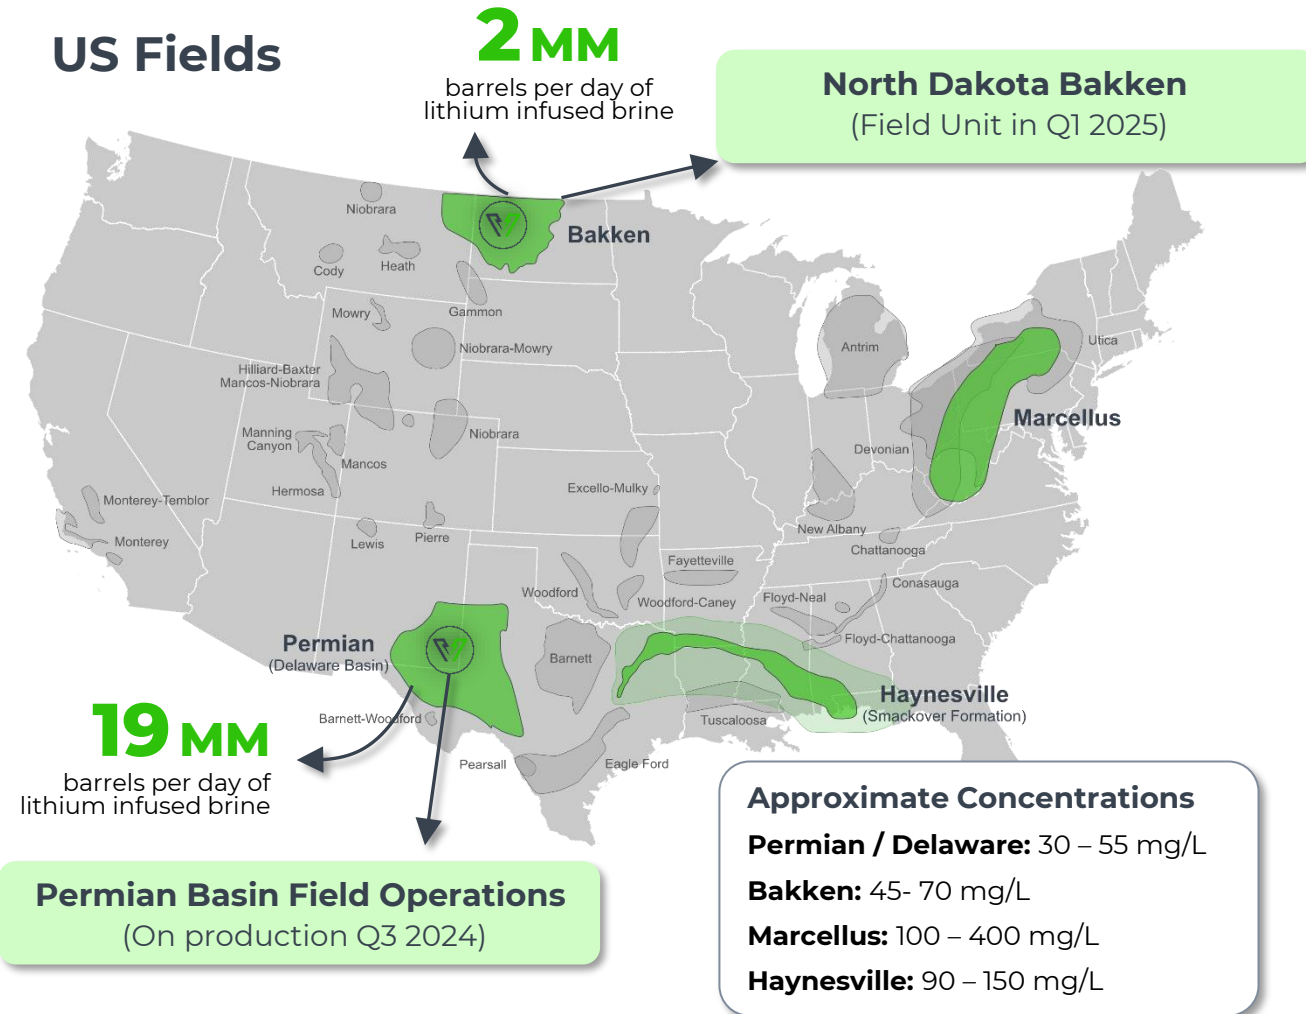 US Fields
2 MM
barrels per day of
lithium infused brine
North Dakota Bakken
(Field Unit in Q1 2025)
Niobrara
Bakken
Cody
Heath
Mowry
Gammon
Niobrara-Mowry
Antrim
Utica
Hilliard-Baxter
Mancos-Niobrara
Marcellus
Manning
Canyon
Niobrara
Mancos
Devonian
Hermosa
Excello-Mulky
Monterey-Temblor
New Albany
Monterey
Lewis
Pierre
Chattanooga
Fayetteville
Woodford
Woodford-Caney
Floyd-Neal
Conasauga
Permian
(Delaware Basin)
Barnett
Floyd-Chattanooga
Haynesville
(Smackover Formation)
Barnett-Woodford
Tuscaloosa
19 MM
barrels per day of
lithium infused brine
Pearsall
Eagle Ford
Approximate Concentrations
Permian / Delaware: 30 – 55 mg/L
Bakken: 45- 70 mg/L
Marcellus: 100 – 400 mg/L
Haynesville: 90 – 150 mg/L
Permian Basin Field Operations
(On production Q3 2024)